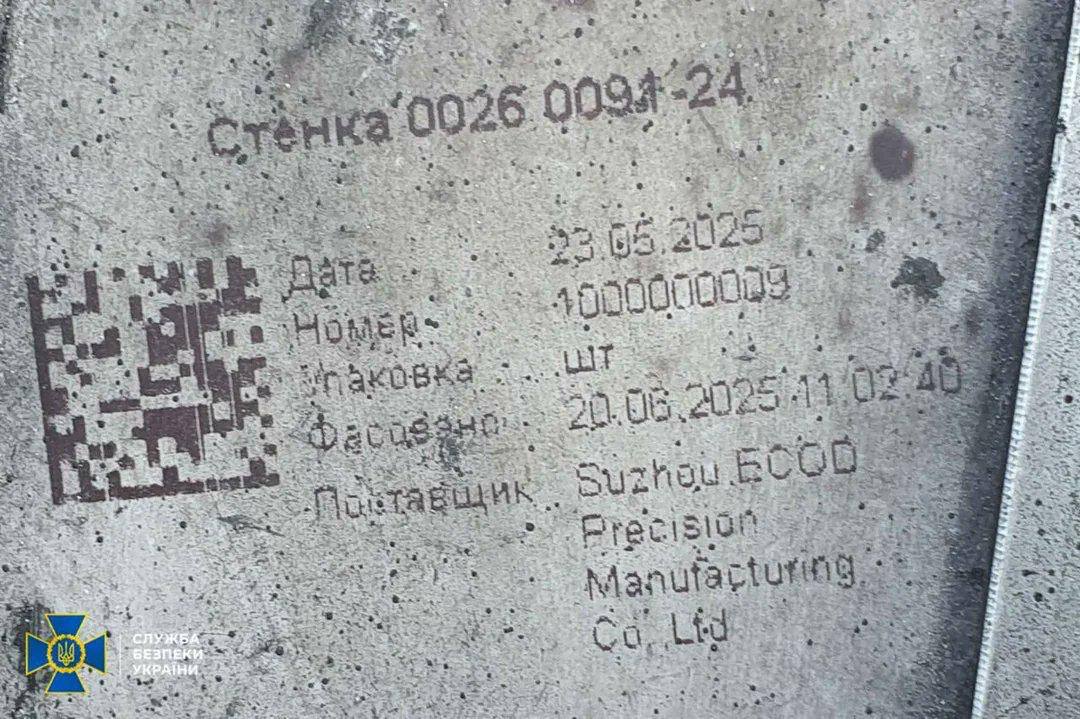 Стенка 0026 0091-24
Дата 23.05.2025
Номер 1000000009
Упаковка шт
Фасовано 20.06.2025 11 02 40
Поставщик Suzhou ECOD
Precision
Manufacturing
Co., Ltd
СЛУЖБА
БЕЗПЕКИ
УКРАЇНИ